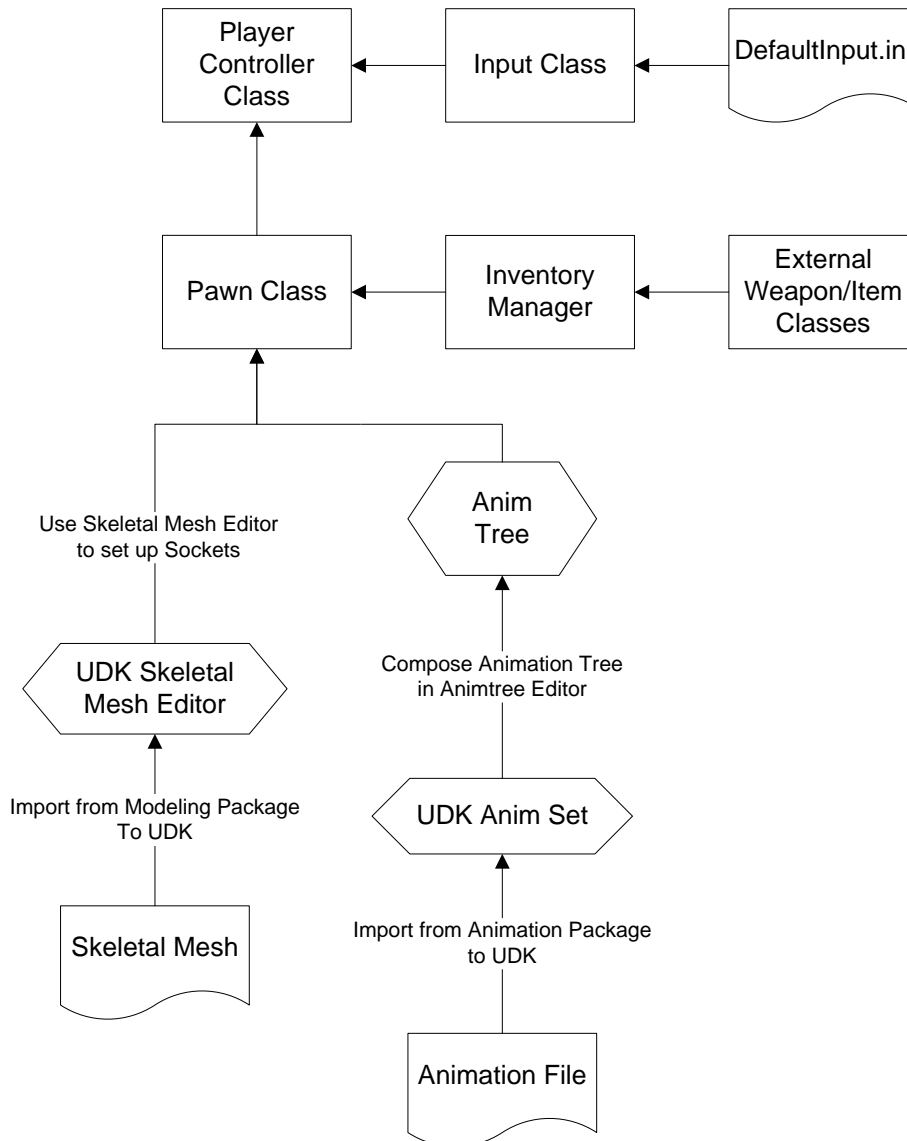 Player
Controller
Class
Input Class
DefaultInput.in
Pawn Class
Inventory
Manager
External
Weapon/Item
Classes
Use Skeletal Mesh Editor
to set up Sockets
Anim
Tree
UDK Skeletal
Mesh Editor
Compose Animation Tree
in Animtree Editor
Import from Modeling Package
To UDK
UDK Anim Set
Skeletal Mesh
Import from Animation Package
to UDK
Animation File